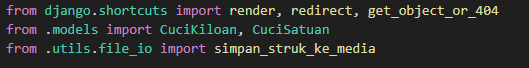 from django.shortcuts import render, redirect, get_object_or_404
from .models import CuciKiloan, CuciSatuan
from .utils.file_io import simpan_struk_ke_media